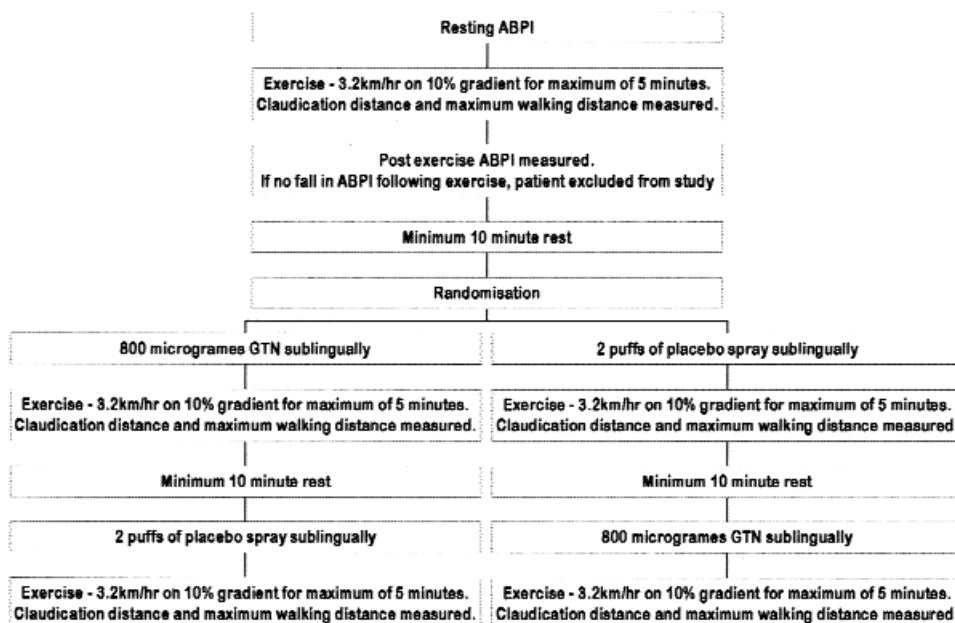 Resting ABPI
Exercise - 3.2km/hr on 10% gradient for maximum of 5 minutes.
Claudication distance and maximum walking distance measured.
Post exercise ABPI measured.
If no fall in ABPI following exercise, patient excluded from study
Minimum 10 minute rest
Randomisation
800 microgrames GTN sublingually
2 puffs of placebo spray sublingually
Exercise - 3.2km/hr on 10% gradient for maximum of 5 minutes.
Claudication distance and maximum walking distance measured.
Exercise - 3.2km/hr on 10% gradient for maximum of 5 minutes.
Claudication distance and maximum walking distance measured
Minimum 10 minute rest
Minimum 10 minute rest
2 puffs of placebo spray sublingually
800 microgrames GTN sublingually
Exercise - 3.2km/hr on 10% gradient for maximum of 5 minutes.
Claudication distance and maximum walking distance measured.
Exercise - 3.2km/hr on 10% gradient for maximum of 5 minutes.
Claudication distance and maximum walking distance measured